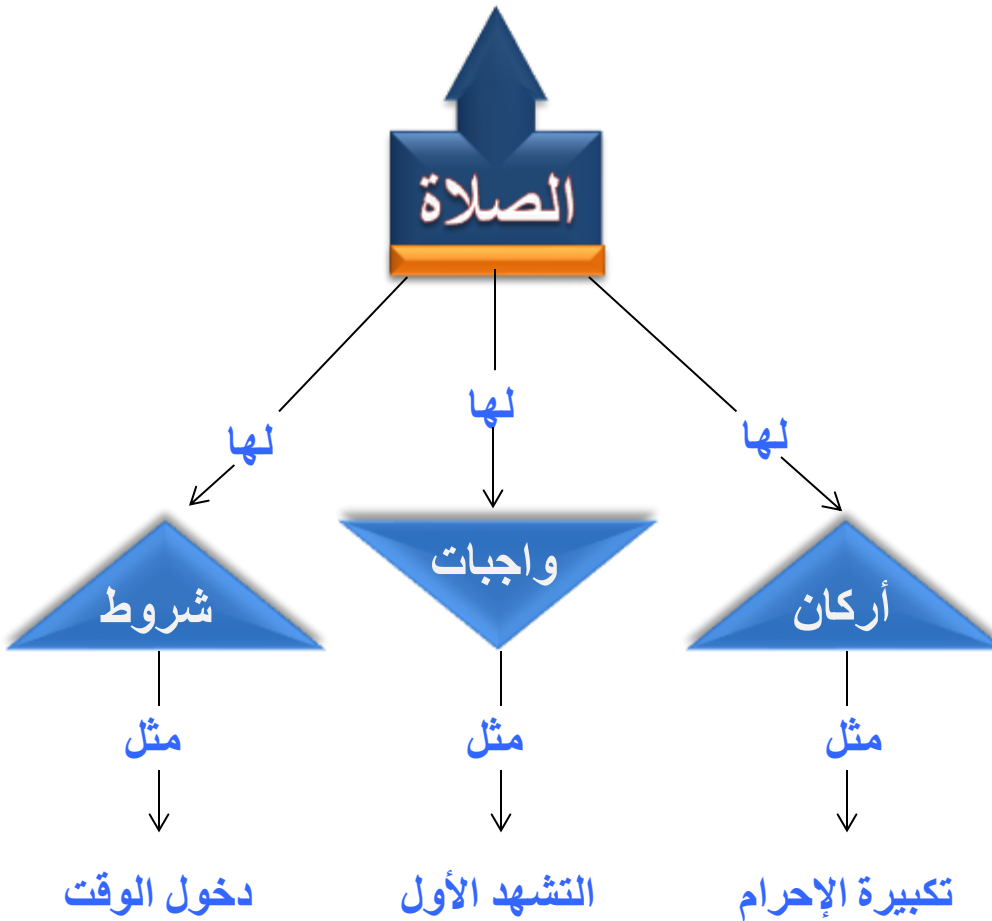 الصلاة
لها
لها
لها
أركان
واجبات
شروط
مثل
مثل
مثل
تكبيرة الإحرام
التشهد الأول
دخول الوقت